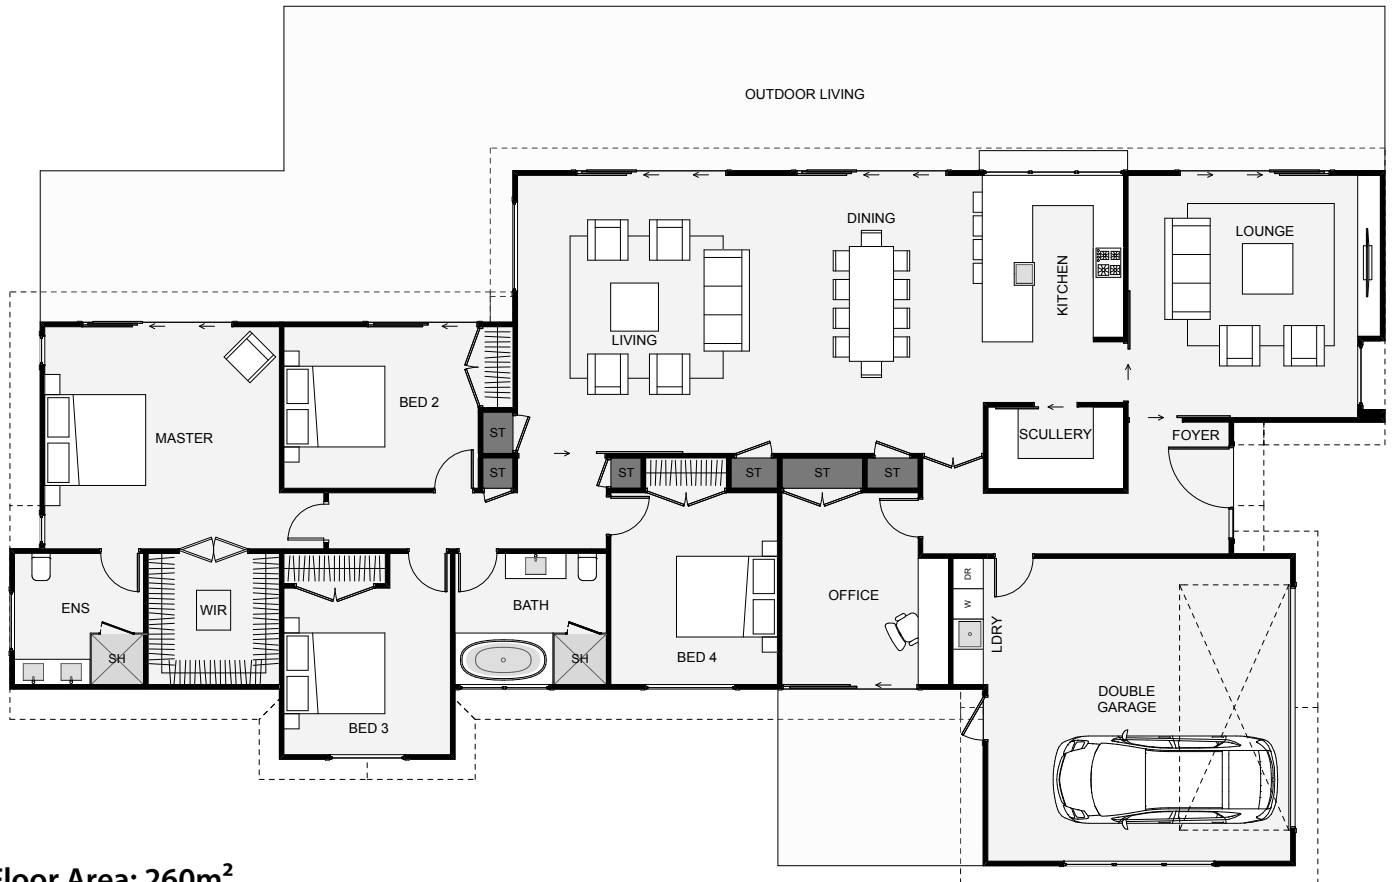 OUTDOOR LIVING
DINING
LOUNGE
KITCHEN
LIVING
BED 2
MASTER
ST
ST
SCULLERY
FOYER
ST
ST
ST
ST
DR
W
LDRY
ENS
WIR
BATH
OFFICE
SH
SH
BED 4
BED 3
DOUBLE
GARAGE
Floor Area: 260m²